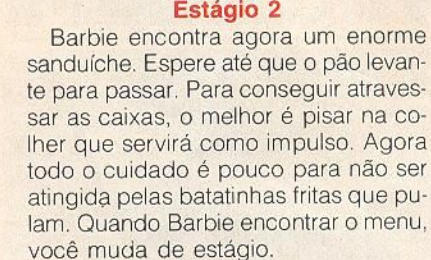 Estágio 2
Barbie encontra agora um enorme
sanduíche. Espere até que o pão levan-
te para passar. Para conseguir atraves-
sar as caixas, o melhor é pisar na co-
lher que servirá como impulso. Agora
todo o cuidado é pouco para não ser
atingida pelas batatinhas fritas que pu-
lam. Quando Barbie encontrar o menu,
você muda de estágio.